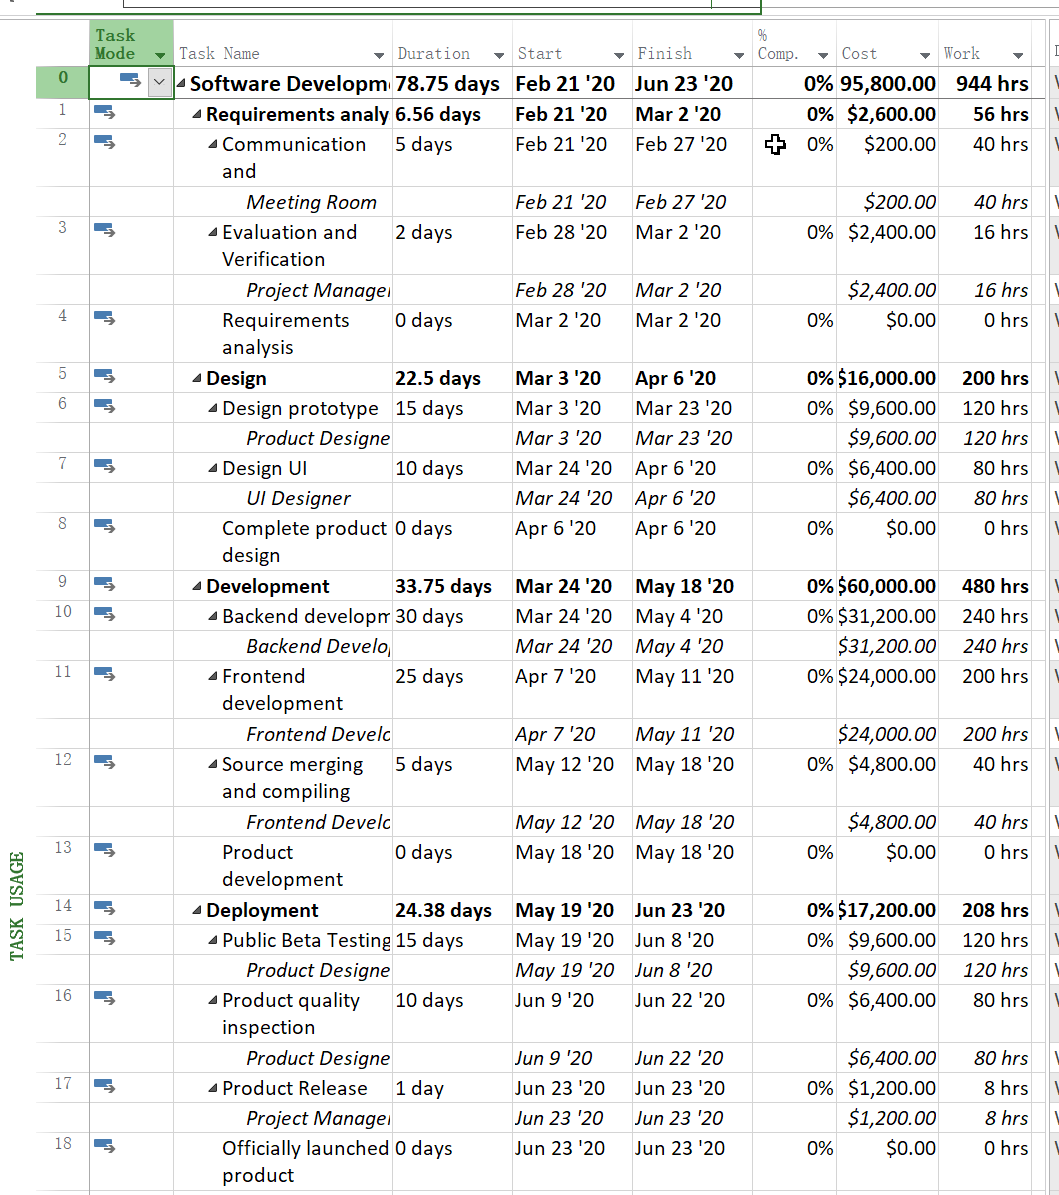 Task Mode Task Name Duration Start Finish % Comp. Cost Work
0 Software Developm 78.75 days Feb 21 '20 Jun 23 '20 0% 95,800.00 944 hrs
1 Requirements analy 6.56 days Feb 21 '20 Mar 2 '20 0% $2,600.00 56 hrs
2 Communication and 5 days Feb 21 '20 Feb 27 '20 0% $200.00 40 hrs
Meeting Room Feb 21 '20 Feb 27 '20 $200.00 40 hrs
3 Evaluation and Verification 2 days Feb 28 '20 Mar 2 '20 0% $2,400.00 16 hrs
Project Manager Feb 28 '20 Mar 2 '20 $2,400.00 16 hrs
4 Requirements analysis 0 days Mar 2 '20 Mar 2 '20 0% $0.00 0 hrs
5 Design 22.5 days Mar 3 '20 Apr 6 '20 0% $16,000.00 200 hrs
6 Design prototype 15 days Mar 3 '20 Mar 23 '20 0% $9,600.00 120 hrs
Product Designe Mar 3 '20 Mar 23 '20 $9,600.00 120 hrs
7 Design UI 10 days Mar 24 '20 Apr 6 '20 0% $6,400.00 80 hrs
UI Designer Mar 24 '20 Apr 6 '20 $6,400.00 80 hrs
8 Complete product design 0 days Apr 6 '20 Apr 6 '20 0% $0.00 0 hrs
9 Development 33.75 days Mar 24 '20 May 18 '20 0% $60,000.00 480 hrs
10 Backend developm 30 days Mar 24 '20 May 4 '20 0% $31,200.00 240 hrs
Backend Develop Mar 24 '20 May 4 '20 $31,200.00 240 hrs
11 Frontend development 25 days Apr 7 '20 May 11 '20 0% $24,000.00 200 hrs
Frontend Develo Apr 7 '20 May 11 '20 $24,000.00 200 hrs
12 Source merging and compiling 5 days May 12 '20 May 18 '20 0% $4,800.00 40 hrs
Frontend Develo May 12 '20 May 18 '20 $4,800.00 40 hrs
13 Product development 0 days May 18 '20 May 18 '20 0% $0.00 0 hrs
14 Deployment 24.38 days May 19 '20 Jun 23 '20 0% $17,200.00 208 hrs
15 Public Beta Testing 15 days May 19 '20 Jun 8 '20 0% $9,600.00 120 hrs
Product Designe May 19 '20 Jun 8 '20 $9,600.00 120 hrs
16 Product quality inspection 10 days Jun 9 '20 Jun 22 '20 0% $6,400.00 80 hrs
Product Designe Jun 9 '20 Jun 22 '20 $6,400.00 80 hrs
17 Product Release 1 day Jun 23 '20 Jun 23 '20 0% $1,200.00 8 hrs
Project Manager Jun 23 '20 Jun 23 '20 $1,200.00 8 hrs
18 Officially launched product 0 days Jun 23 '20 Jun 23 '20 0% $0.00 0 hrs
TASK USAGE